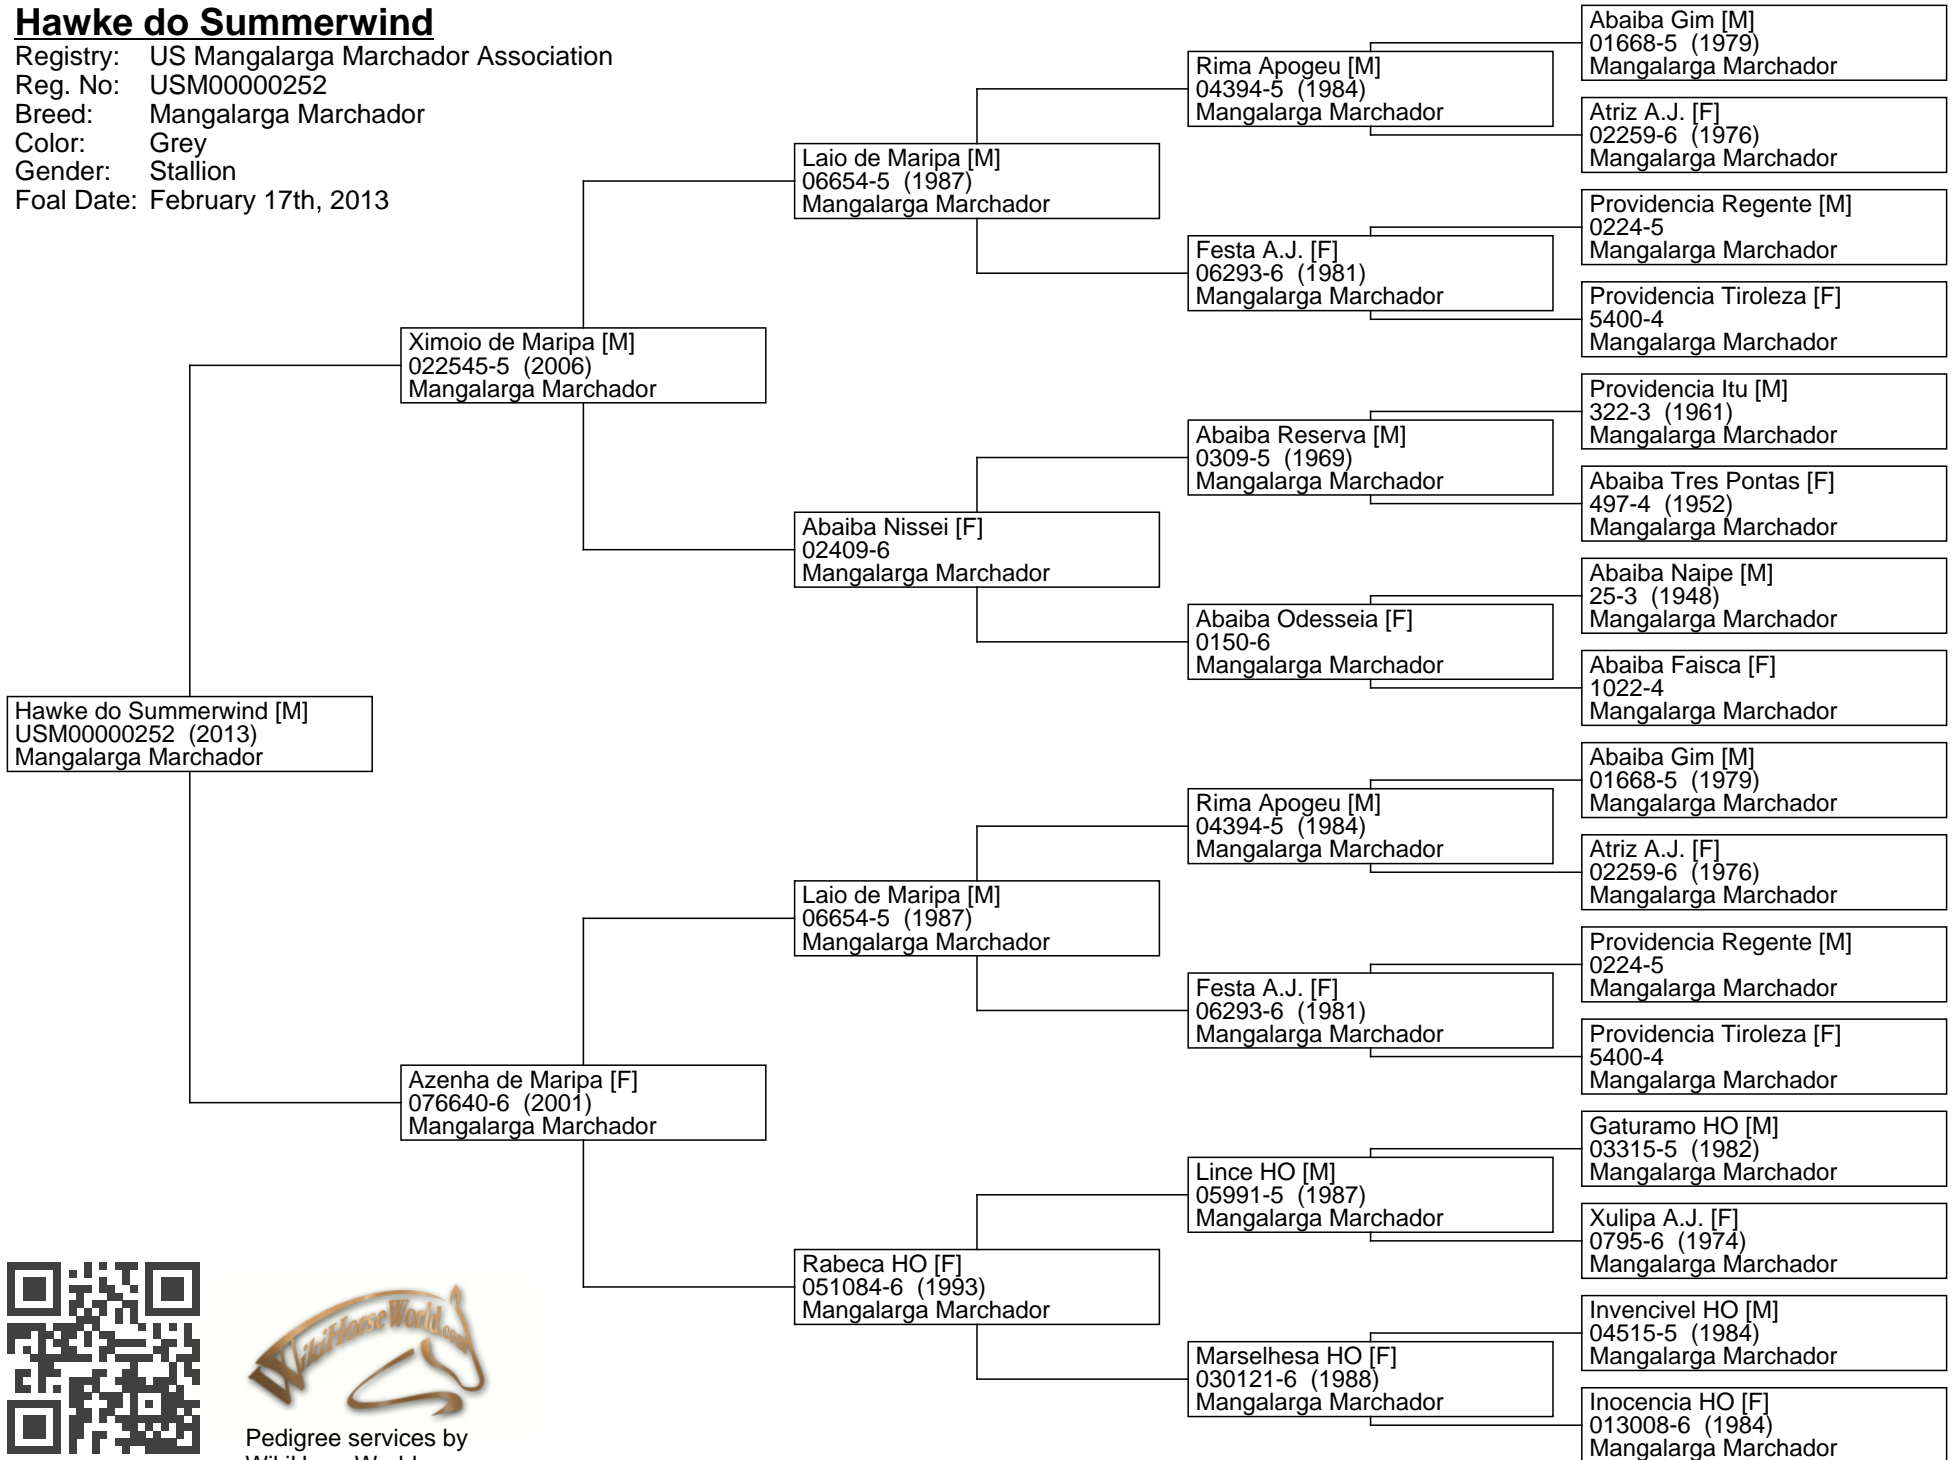 Hawke do Summerwind
Registry: US Mangalarga Marchador Association
Reg. No: USM00000252
Breed: Mangalarga Marchador
Color: Grey
Gender: Stallion
Foal Date: February 17th, 2013
Hawke do Summerwind [M]
USM00000252 (2013)
Mangalarga Marchador
Ximoio de Maripa [M]
022545-5 (2006)
Mangalarga Marchador
Azenha de Maripa [F]
076640-6 (2001)
Mangalarga Marchador
Laio de Maripa [M]
06654-5 (1987)
Mangalarga Marchador
Abaiba Nissei [F]
02409-6
Mangalarga Marchador
Laio de Maripa [M]
06654-5 (1987)
Mangalarga Marchador
Rabeca HO [F]
051084-6 (1993)
Mangalarga Marchador
Rima Apogeu [M]
04394-5 (1984)
Mangalarga Marchador
Festa A.J. [F]
06293-6 (1981)
Mangalarga Marchador
Abaiba Reserva [M]
0309-5 (1969)
Mangalarga Marchador
Abaiba Odesseia [F]
0150-6
Mangalarga Marchador
Rima Apogeu [M]
04394-5 (1984)
Mangalarga Marchador
Festa A.J. [F]
06293-6 (1981)
Mangalarga Marchador
Lince HO [M]
05991-5 (1987)
Mangalarga Marchador
Marselhesa HO [F]
030121-6 (1988)
Mangalarga Marchador
Abaiba Gim [M]
01668-5 (1979)
Mangalarga Marchador
Atriz A.J. [F]
02259-6 (1976)
Mangalarga Marchador
Providencia Regente [M]
0224-5
Mangalarga Marchador
Providencia Tiroleza [F]
5400-4
Mangalarga Marchador
Providencia Itu [M]
322-3 (1961)
Mangalarga Marchador
Abaiba Tres Pontas [F]
497-4 (1952)
Mangalarga Marchador
Abaiba Naipe [M]
25-3 (1948)
Mangalarga Marchador
Abaiba Faisca [F]
1022-4
Mangalarga Marchador
Abaiba Gim [M]
01668-5 (1979)
Mangalarga Marchador
Atriz A.J. [F]
02259-6 (1976)
Mangalarga Marchador
Providencia Regente [M]
0224-5
Mangalarga Marchador
Providencia Tiroleza [F]
5400-4
Mangalarga Marchador
Gaturamo HO [M]
03315-5 (1982)
Mangalarga Marchador
Xulipa A.J. [F]
0795-6 (1974)
Mangalarga Marchador
Invencivel HO [M]
04515-5 (1984)
Mangalarga Marchador
Inocencia HO [F]
013008-6 (1984)
Mangalarga Marchador
WikiHorseWorld.com
Pedigree services by